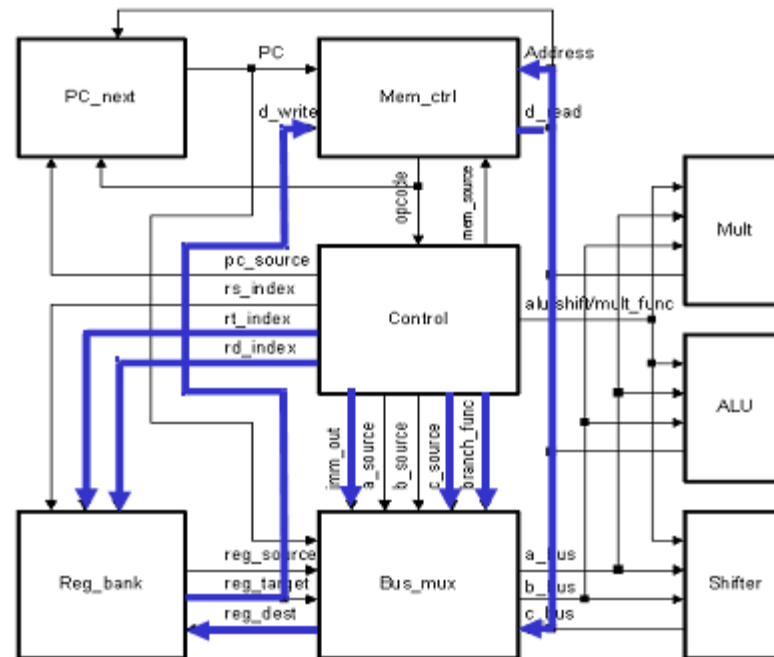 PC
Address
PC_next
Mem_ctrl
d_write
d_read
opcode
mem_source
Mult
pc_source
rs_index
Control
alu/shift/mult_func
rt_index
rd_index
ALU
imm_out
a_source
b_source
c_source
branch_func
reg_source
a_bus
Reg_bank
reg_target
Bus_mux
b_bus
Shifter
reg_dest
c_bus